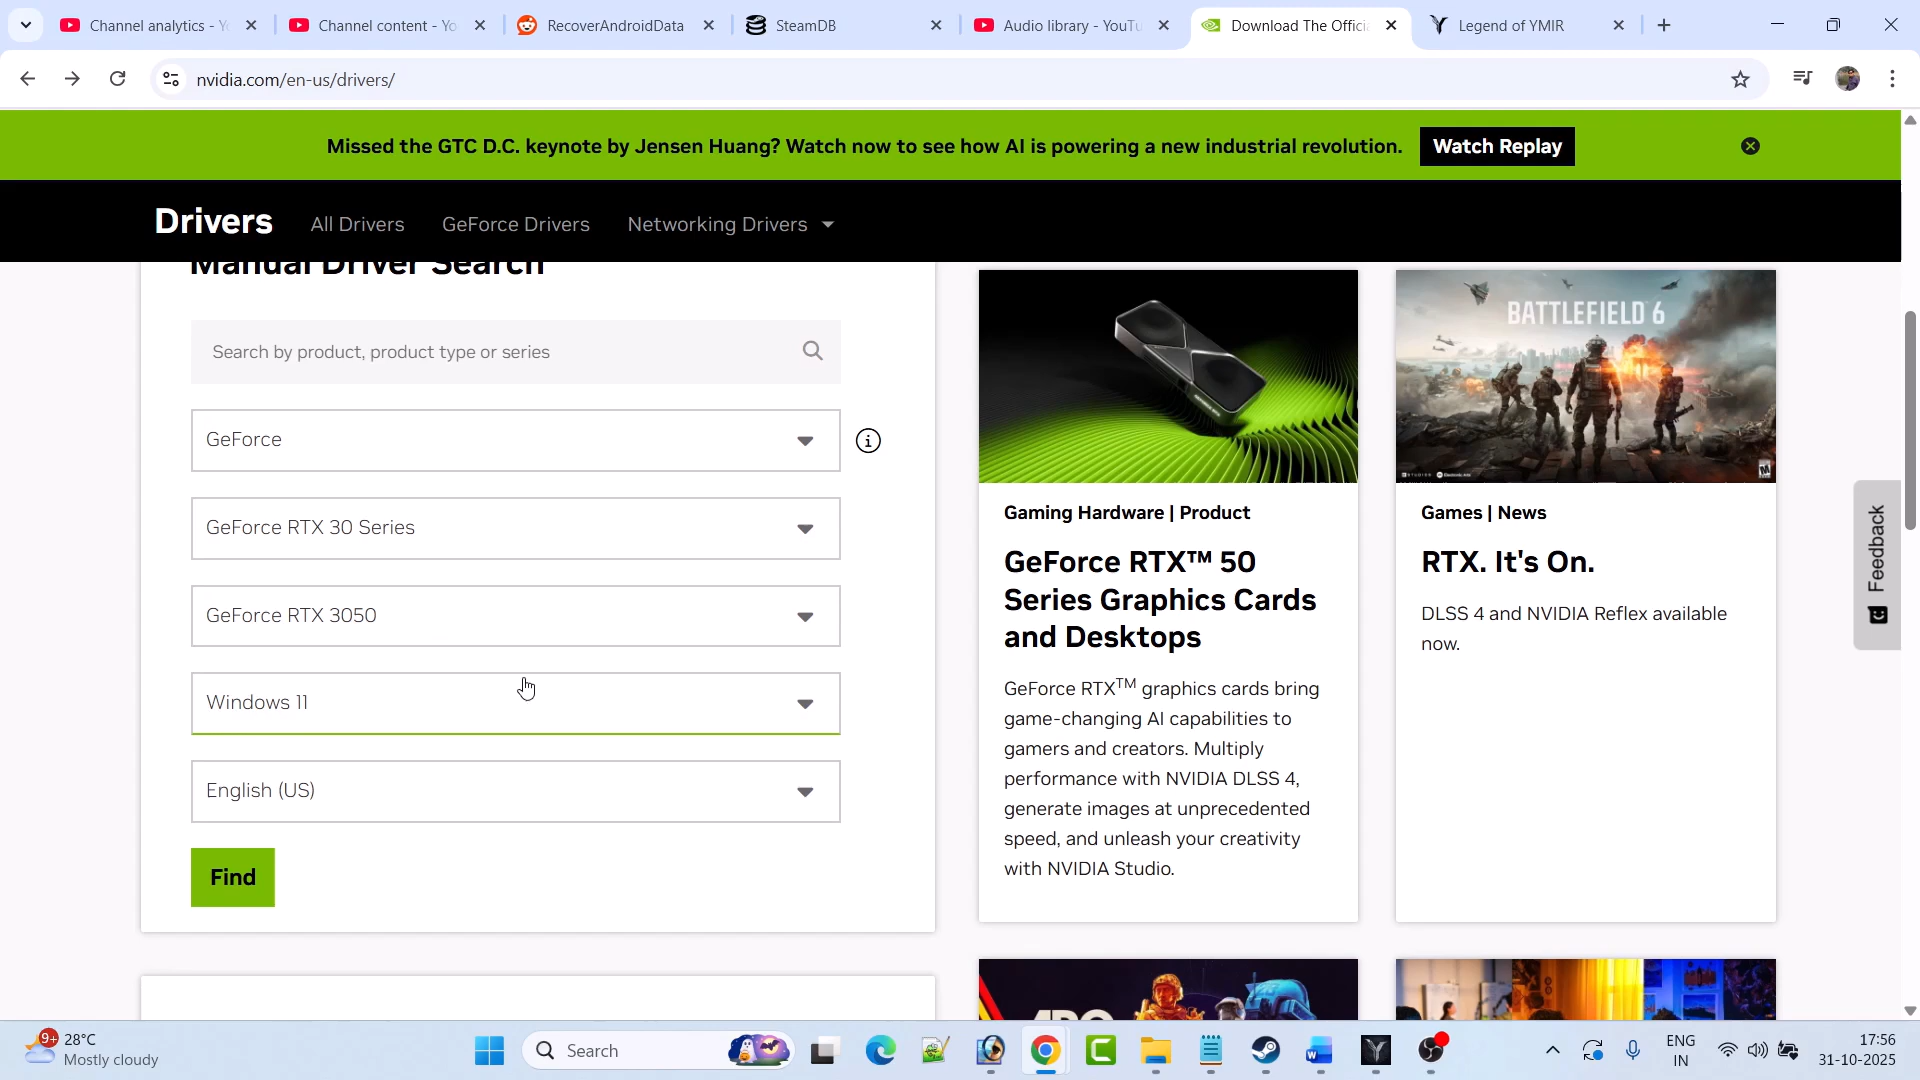 Channel analytics - Y
Channel content - Yo
RecoverAndroidData
SteamDB
Audio library - YouTu
Download The Officia
Legend of YMIR
nvidia.com/en-us/drivers/
Missed the GTC D.C. keynote by Jensen Huang? Watch now to see how AI is powering a new industrial revolution.
Watch Replay
Drivers
All Drivers
GeForce Drivers
Networking Drivers
Manual Driver Search
Search by product, product type or series
GeForce
GeForce RTX 30 Series
GeForce RTX 3050
Windows 11
English (US)
Find
Gaming Hardware | Product
GeForce RTX™ 50
Series Graphics Cards
and Desktops
GeForce RTX™ graphics cards bring
game-changing AI capabilities to
gamers and creators. Multiply
performance with NVIDIA DLSS 4,
generate images at unprecedented
speed, and unleash your creativity
with NVIDIA Studio.
BATTLEFIELD 6
Games | News
RTX. It's On.
DLSS 4 and NVIDIA Reflex available
now.
Feedback
9+
28°C
Mostly cloudy
Search
ENG
IN
17:56
31-10-2025